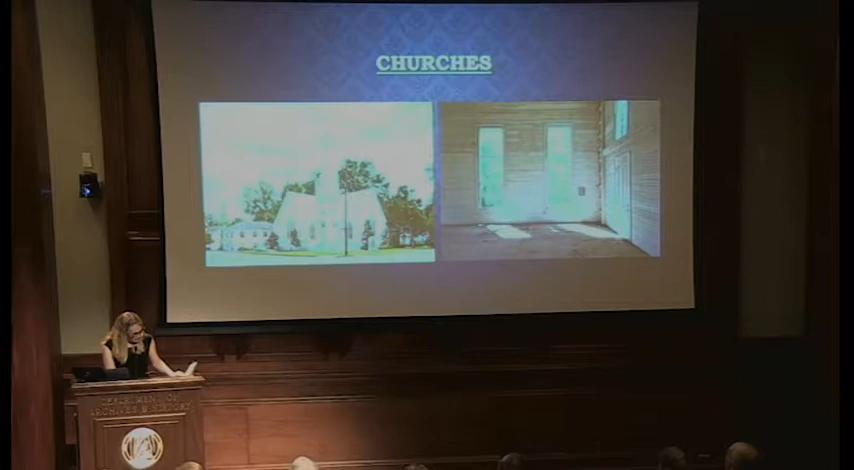 CHURCHES
DEPARTMENT OF
ARCHIVES & HISTORY